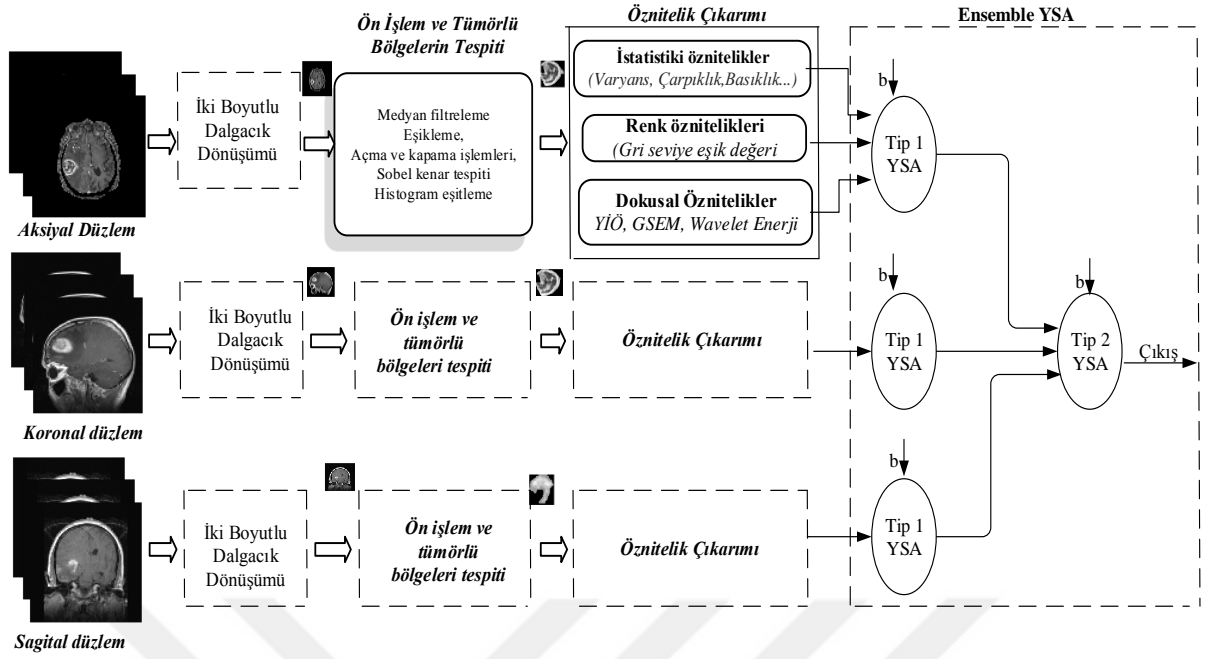 Ön İşlem ve Tümörlü
Bölgelerin Tespiti
Öznitelik Çıkarımı
Ensemble YSA
İki Boyutlu
Dalgacık
Dönüşümü
Medyan filtreleme
Eşikleme,
Açma ve kapama işlemleri,
Sobel kenar tespiti
Histogram eşitleme
İstatistiki öznitelikler
(Varyans, Çarpıklık,Basıklık...)
Renk öznitelikleri
(Gri seviye eşik değeri
Dokusal Öznitelikler
YİÖ, GSEM, Wavelet Enerji
b
Tip 1
YSA
Aksiyal Düzlem
İki Boyutlu
Dalgacık
Dönüşümü
Ön işlem ve
tümörlü
bölgeleri tespiti
Öznitelik Çıkarımı
b
Tip 1
YSA
b
Tip 2
YSA
Çıkış
Koronal düzlem
İki Boyutlu
Dalgacık
Dönüşümü
Ön işlem ve
tümörlü
bölgeleri tespiti
Öznitelik Çıkarımı
b
Tip 1
YSA
Sagital düzlem